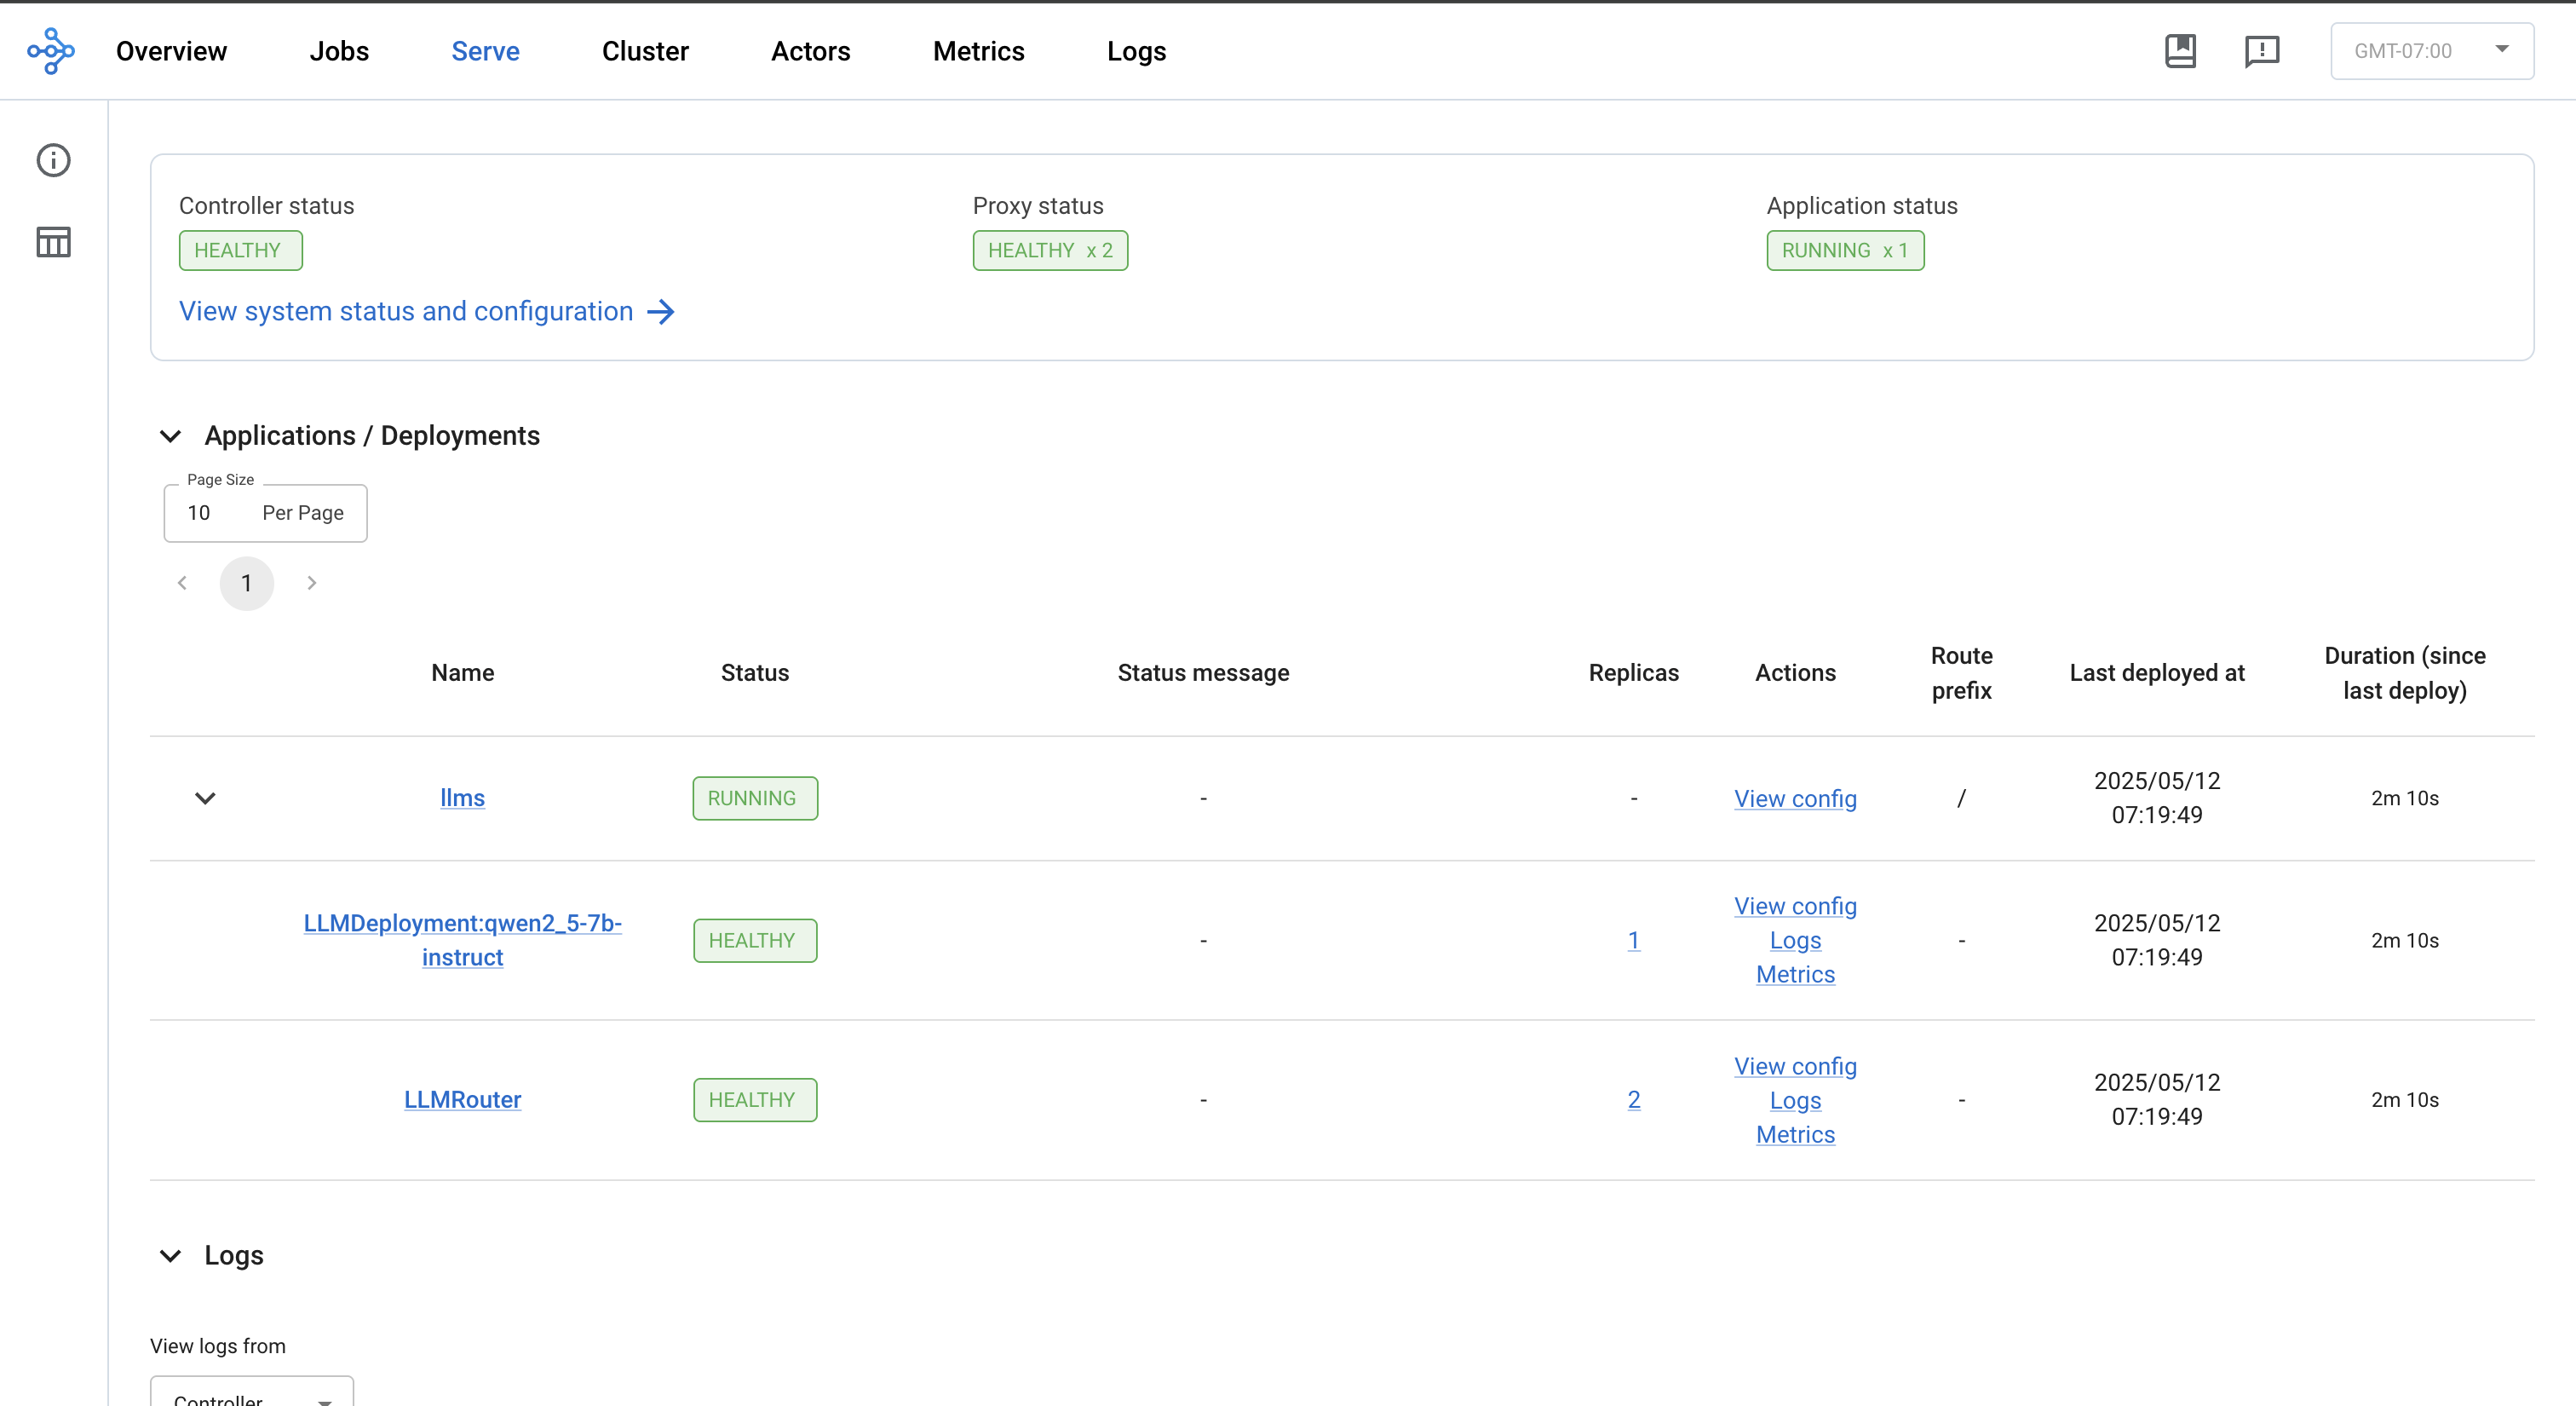 Overview Jobs Serve Cluster Actors Metrics Logs GMT-07:00
Controller status Proxy status Application status
HEALTHY HEALTHY x 2 RUNNING x 1
View system status and configuration
Applications / Deployments
Page Size
10 Per Page
1
Name Status Status message Replicas Actions Route prefix Last deployed at Duration (since last deploy)
llms RUNNING - - View config / 2025/05/12 07:19:49 2m 10s
LLMDeployment:qwen2_5-7b-instruct HEALTHY - 1 View config Logs Metrics - 2025/05/12 07:19:49 2m 10s
LLMRouter HEALTHY - 2 View config Logs Metrics - 2025/05/12 07:19:49 2m 10s
Logs
View logs from
Controller